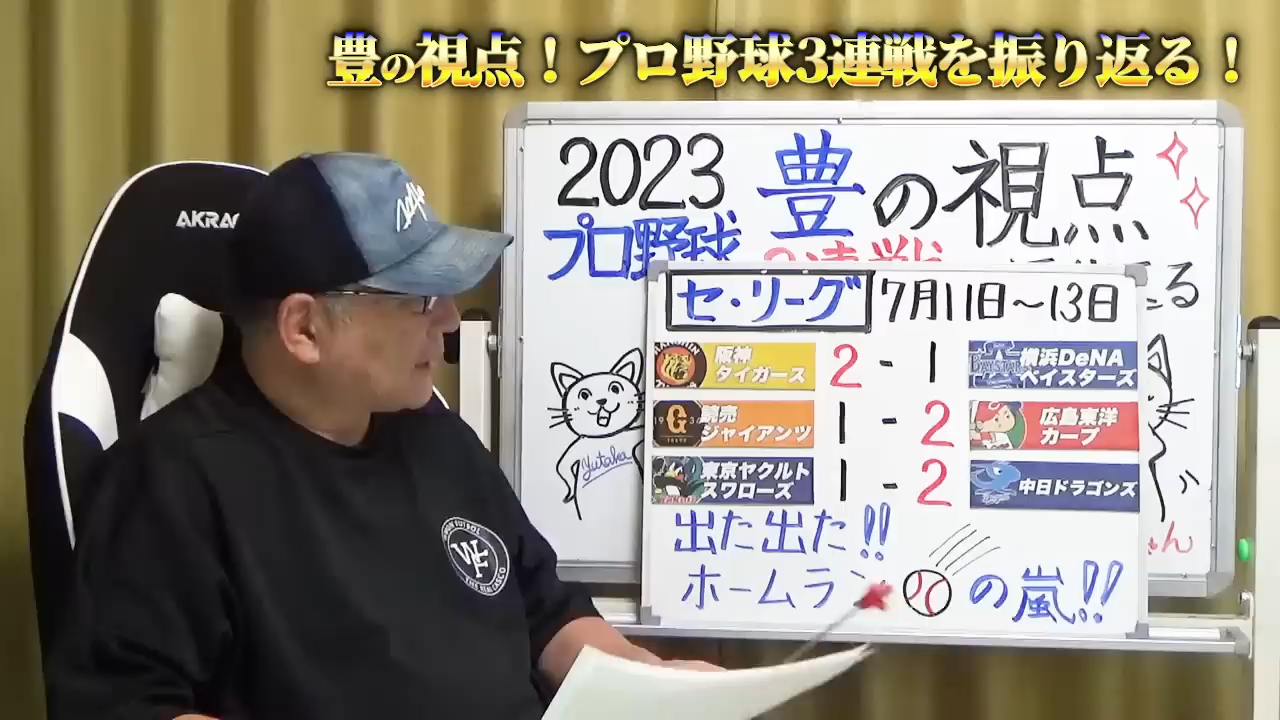 豊の視点！プロ野球3連戦を振り返る！
2023 豊の視点
プロ野球 3連戦
る
AKRA
セ・リーグ 7月11日～13日
阪神タイガース 2 - 1 横浜DeNAベイスターズ
読売ジャイアンツ 1 - 2 広島東洋カープ
東京ヤクルトスワローズ 1 - 2 中日ドラゴンズ
yutaka
出た出た!!
ホームラン の嵐!!
WF